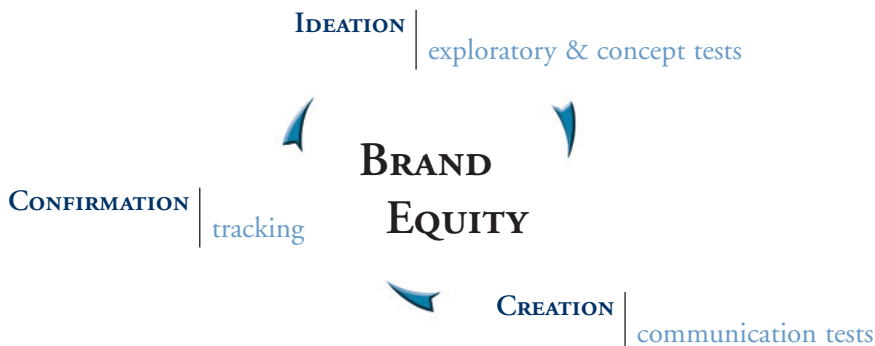 IDEATION
exploratory & concept tests
BRAND
EQUITY
CONFIRMATION
tracking
CREATION
communication tests